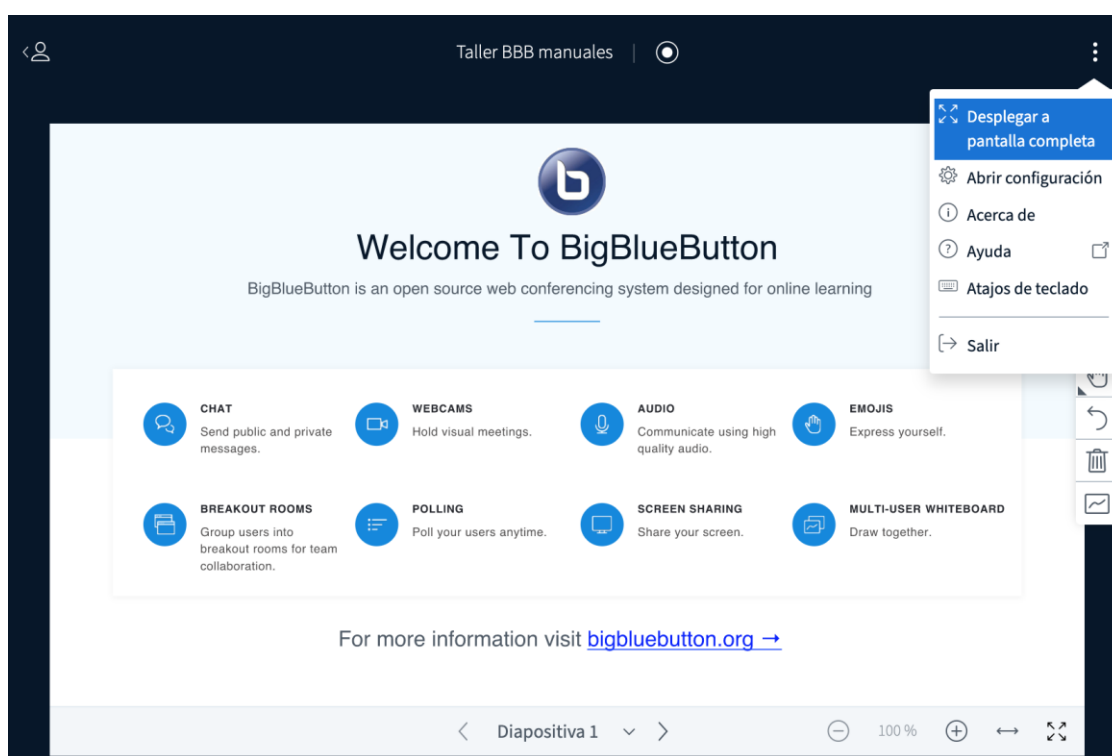 Taller BBB manuales
Desplegar a
pantalla completa
Abrir configuración
Acerca de
Ayuda
Atajos de teclado
Salir
Welcome To BigBlueButton
BigBlueButton is an open source web conferencing system designed for online learning
CHAT
Send public and private
messages.
WEBCAMS
Hold visual meetings.
AUDIO
Communicate using high
quality audio.
EMOJIS
Express yourself.
BREAKOUT ROOMS
Group users into
breakout rooms for team
collaboration.
POLLING
Poll your users anytime.
SCREEN SHARING
Share your screen.
MULTI-USER WHITEBOARD
Draw together.
For more information visit bigbluebutton.org →
Diapositiva 1
100 %